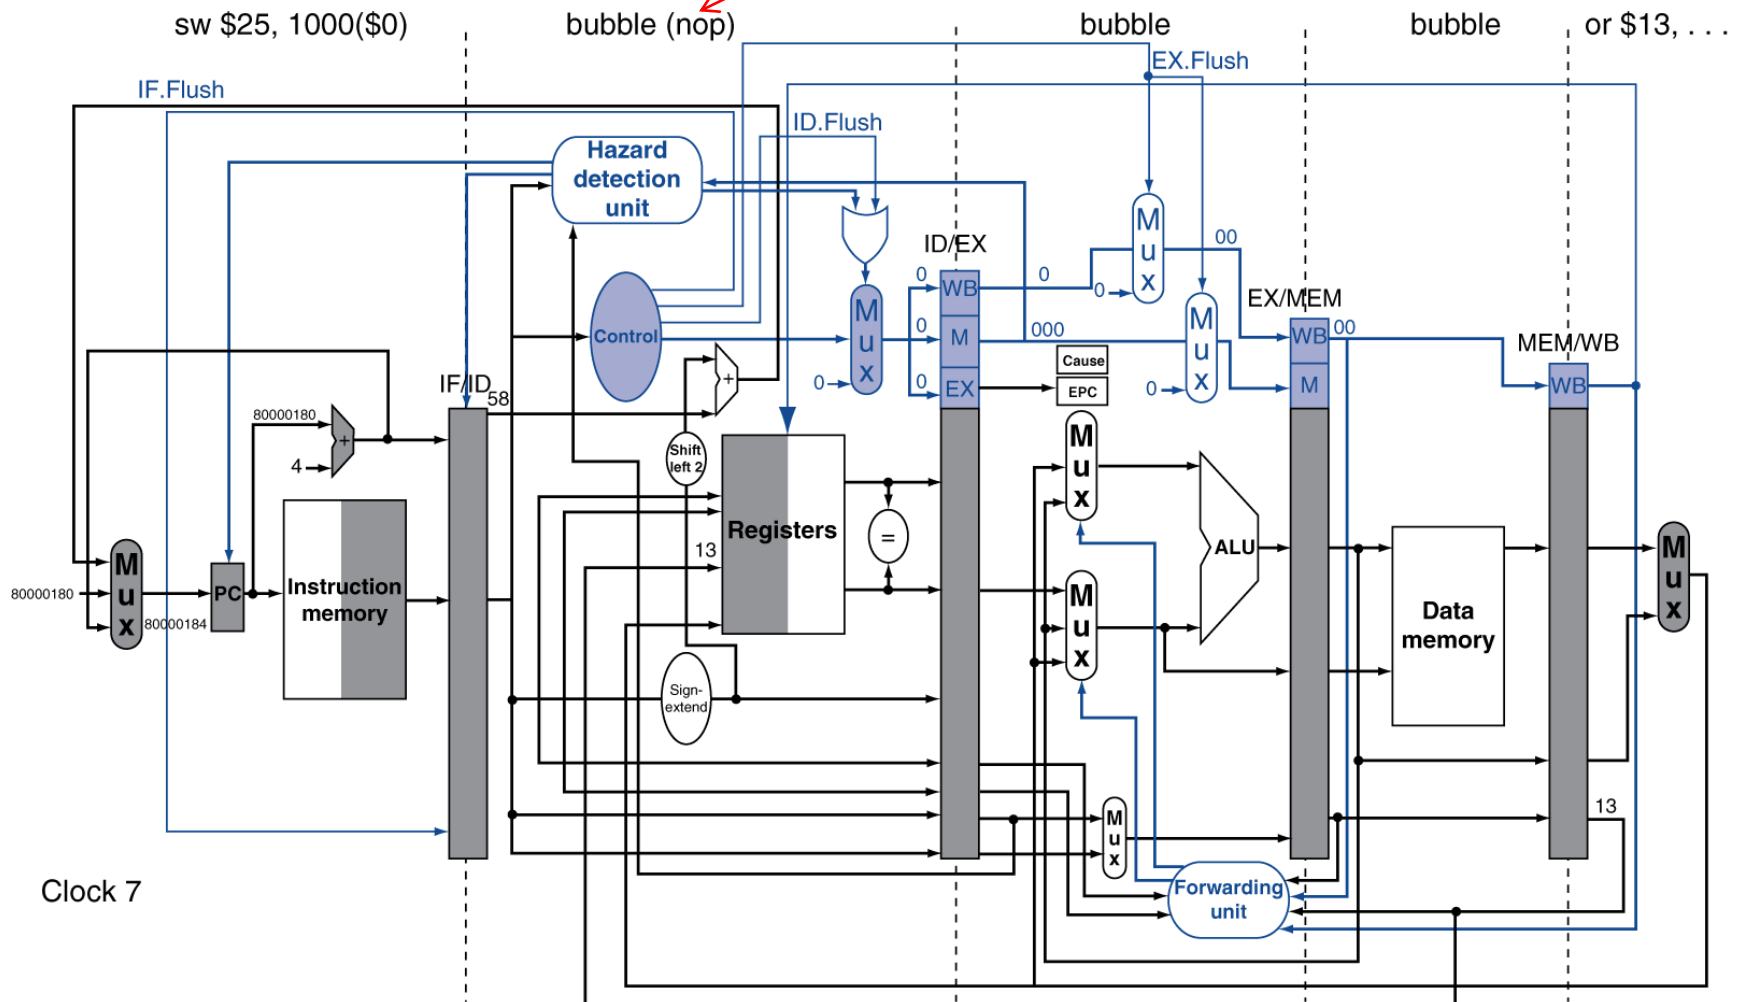 sw $25, 1000($0)
bubble (nop)
bubble
bubble
or $13, . . .
IF.Flush
EX.Flush
ID.Flush
Hazard
detection
unit
ID/EX
Control
M
u
x
0
0
0
0
WB
M
EX
0
000
M
u
x
0
00
M
u
x
0
Cause
EPC
EX/MEM
WB
M
00
MEM/WB
WB
IF/ID
58
80000180
4
+
+
Shift
left 2
Registers
13
=
M
u
x
M
u
x
ALU
Data
memory
M
u
x
80000180
M
u
x
80000184
PC
Instruction
memory
Sign-
extend
M
u
x
13
Forwarding
unit
Clock 7